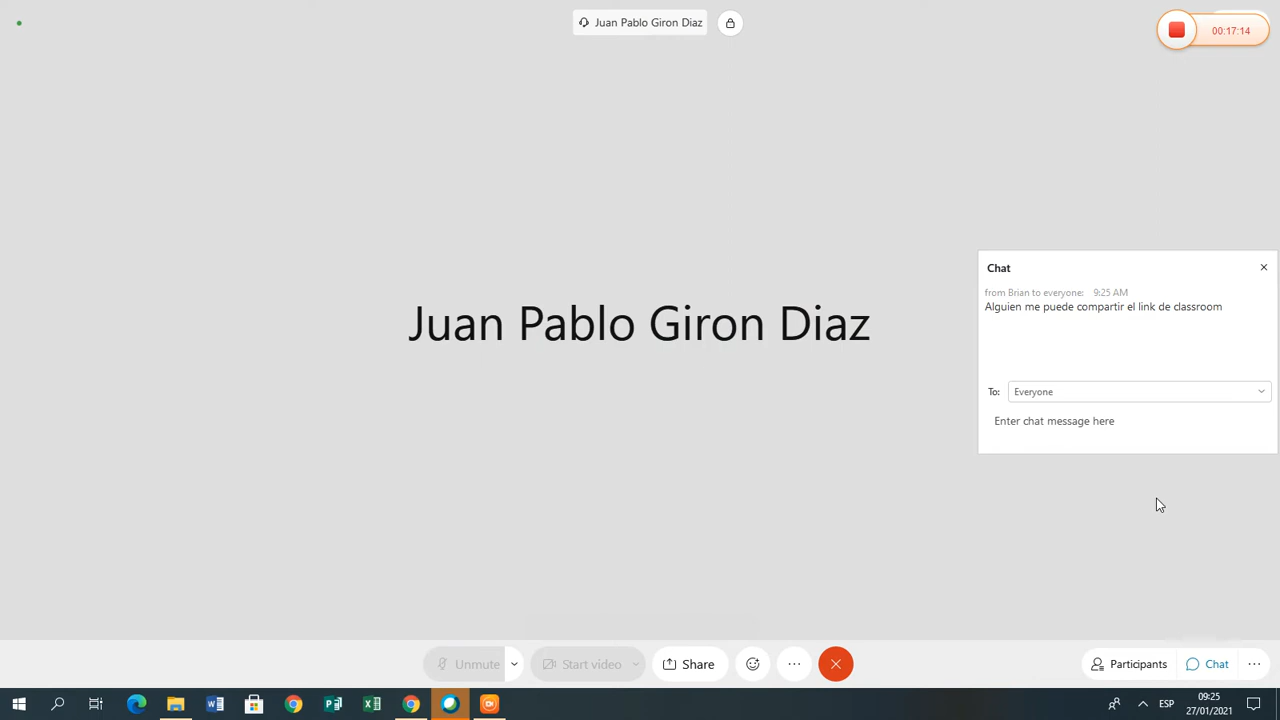 Juan Pablo Giron Diaz
00:17:14
Juan Pablo Giron Diaz
Chat
from Brian to everyone: 9:25 AM
Alguien me puede compartir el link de classroom
To: Everyone
Enter chat message here
Unmute
Start video
Share
Participants
Chat
ESP
09:25
27/01/2021